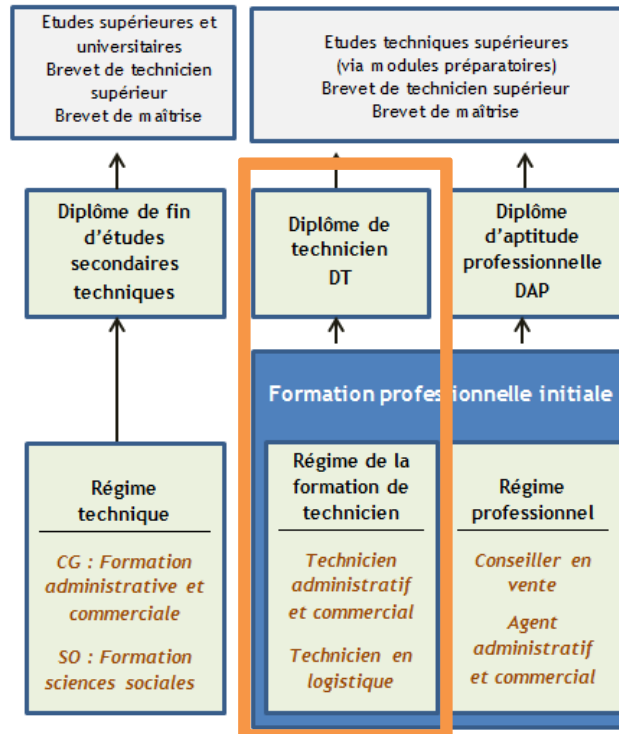 Etudes supérieures et
universitaires
Brevet de technicien
supérieur
Brevet de maîtrise
Etudes techniques supérieures
(via modules préparatoires)
Brevet de technicien supérieur
Brevet de maîtrise
Diplôme de fin
d'études
secondaires
techniques
Diplôme de
technicien
DT
Diplôme
d'aptitude
professionnelle
DAP
Formation professionnelle initiale
Régime
technique
CG : Formation
administrative et
commerciale
SO : Formation
sciences sociales
Régime de la
formation de
technicien
Technicien
administratif
et commercial
Technicien en
logistique
Régime
professionnel
Conseiller en
vente
Agent
administratif
et commercial